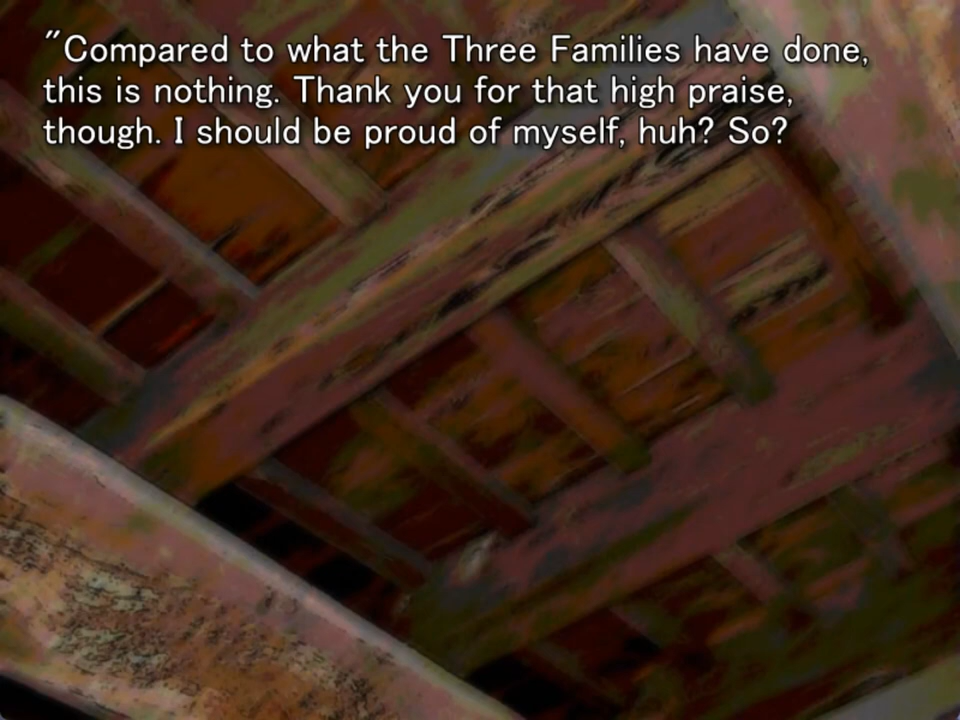 "Compared to what the Three Families have done,
this is nothing. Thank you for that high praise,
though. I should be proud of myself, huh? So?